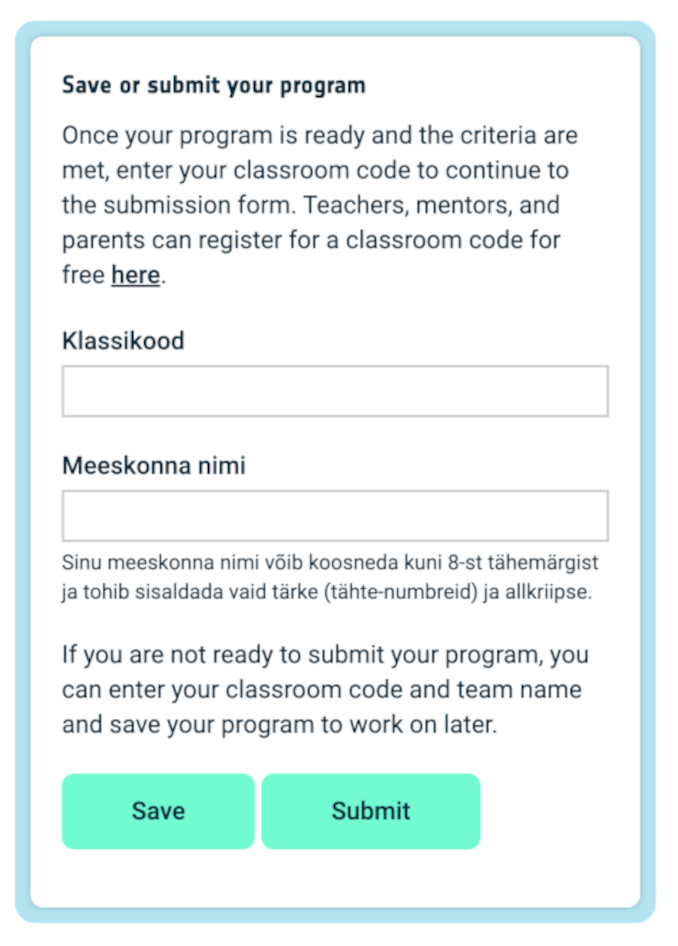 Save or submit your program
Once your program is ready and the criteria are
met, enter your classroom code to continue to
the submission form. Teachers, mentors, and
parents can register for a classroom code for
free here.
Klassikood
Meeskonna nimi
Sinu meeskonna nimi võib koosneda kuni 8-st tähemärgist
ja tohib sisaldada vaid tärke (tähte-numbreid) ja allkriipse.
If you are not ready to submit your program, you
can enter your classroom code and team name
and save your program to work on later.
Save
Submit